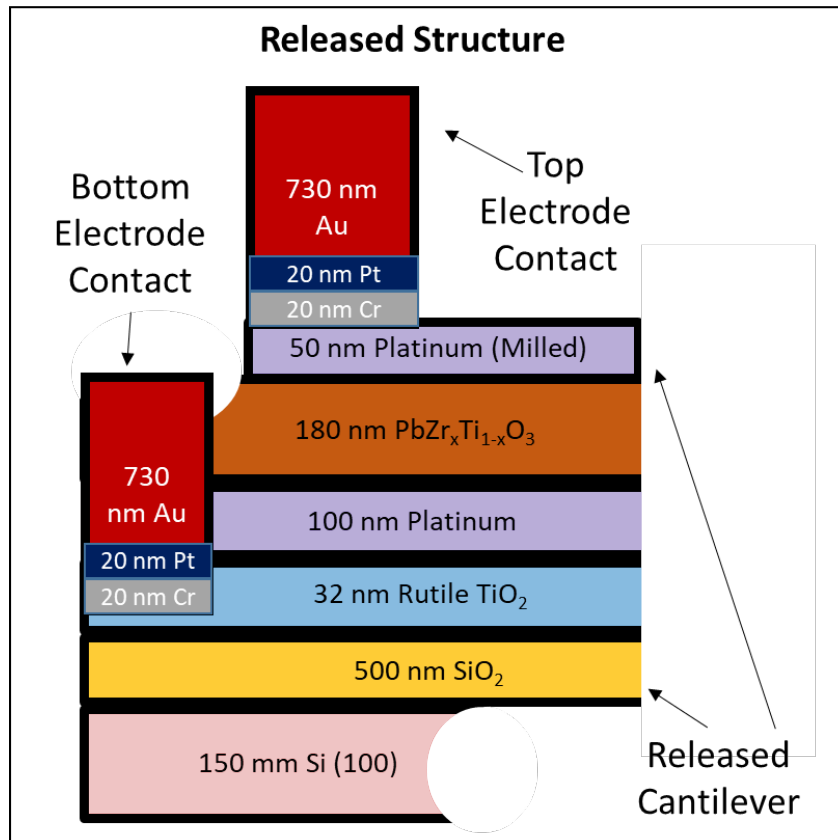 Released Structure
Bottom
Electrode
Contact
730 nm
Au
Top
Electrode
Contact
20 nm Pt
20 nm Cr
50 nm Platinum (Milled)
180 nm PbZrₓTi₁₋ₓO₃
730
nm Au
100 nm Platinum
20 nm Pt
20 nm Cr
32 nm Rutile TiO₂
500 nm SiO₂
150 mm Si (100)
Released
Cantilever